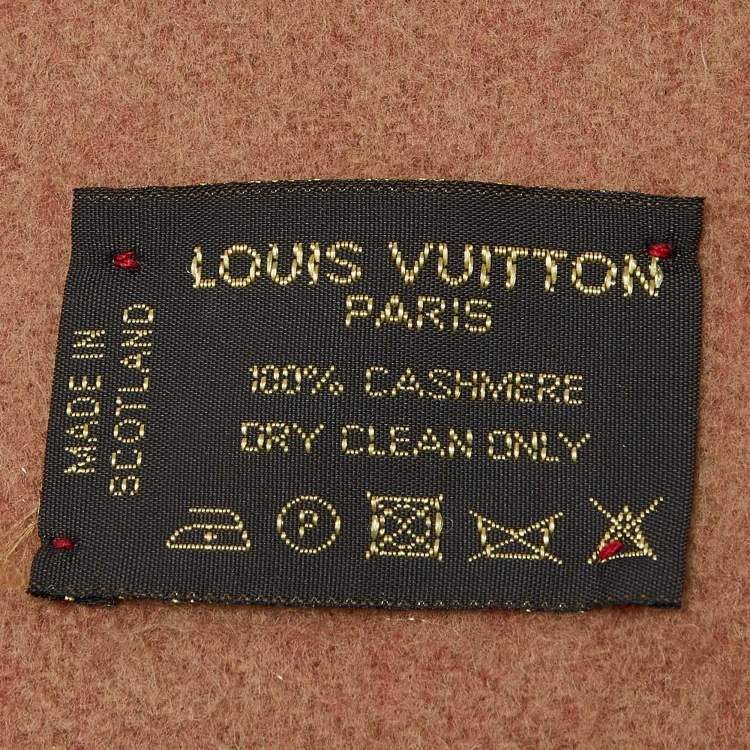 LOUIS VUITTON
PARIS
100% CASHMERE
DRY CLEAN ONLY
P
MADE IN
SCOTLAND